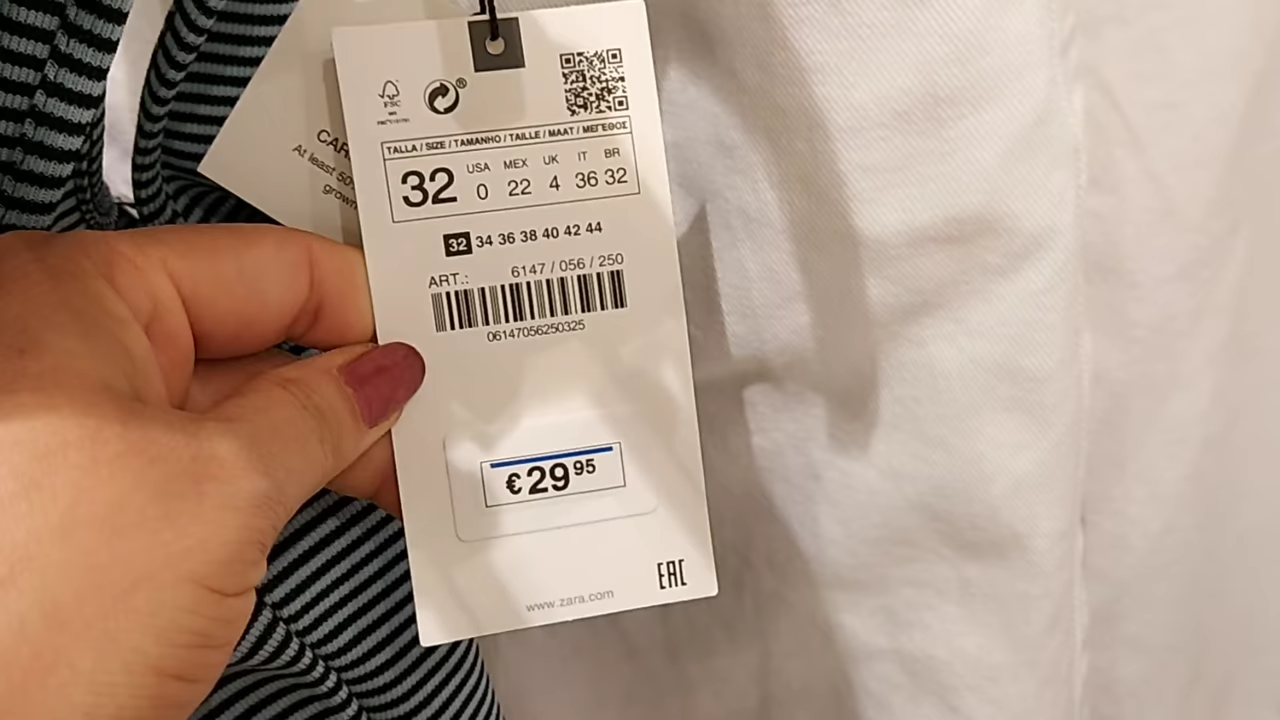 FSC
®
CAR
At least 50%
grown
TALLA / SIZE / TAMANHO / TAILLE / MAAT / ΜΕΓΕΘΟΣ
32 USA 0 MEX 22 UK 4 IT 36 BR 32
32 34 36 38 40 42 44
ART.: 6147 / 056 / 250
06147056250325
€29 95
EAC
www.zara.com